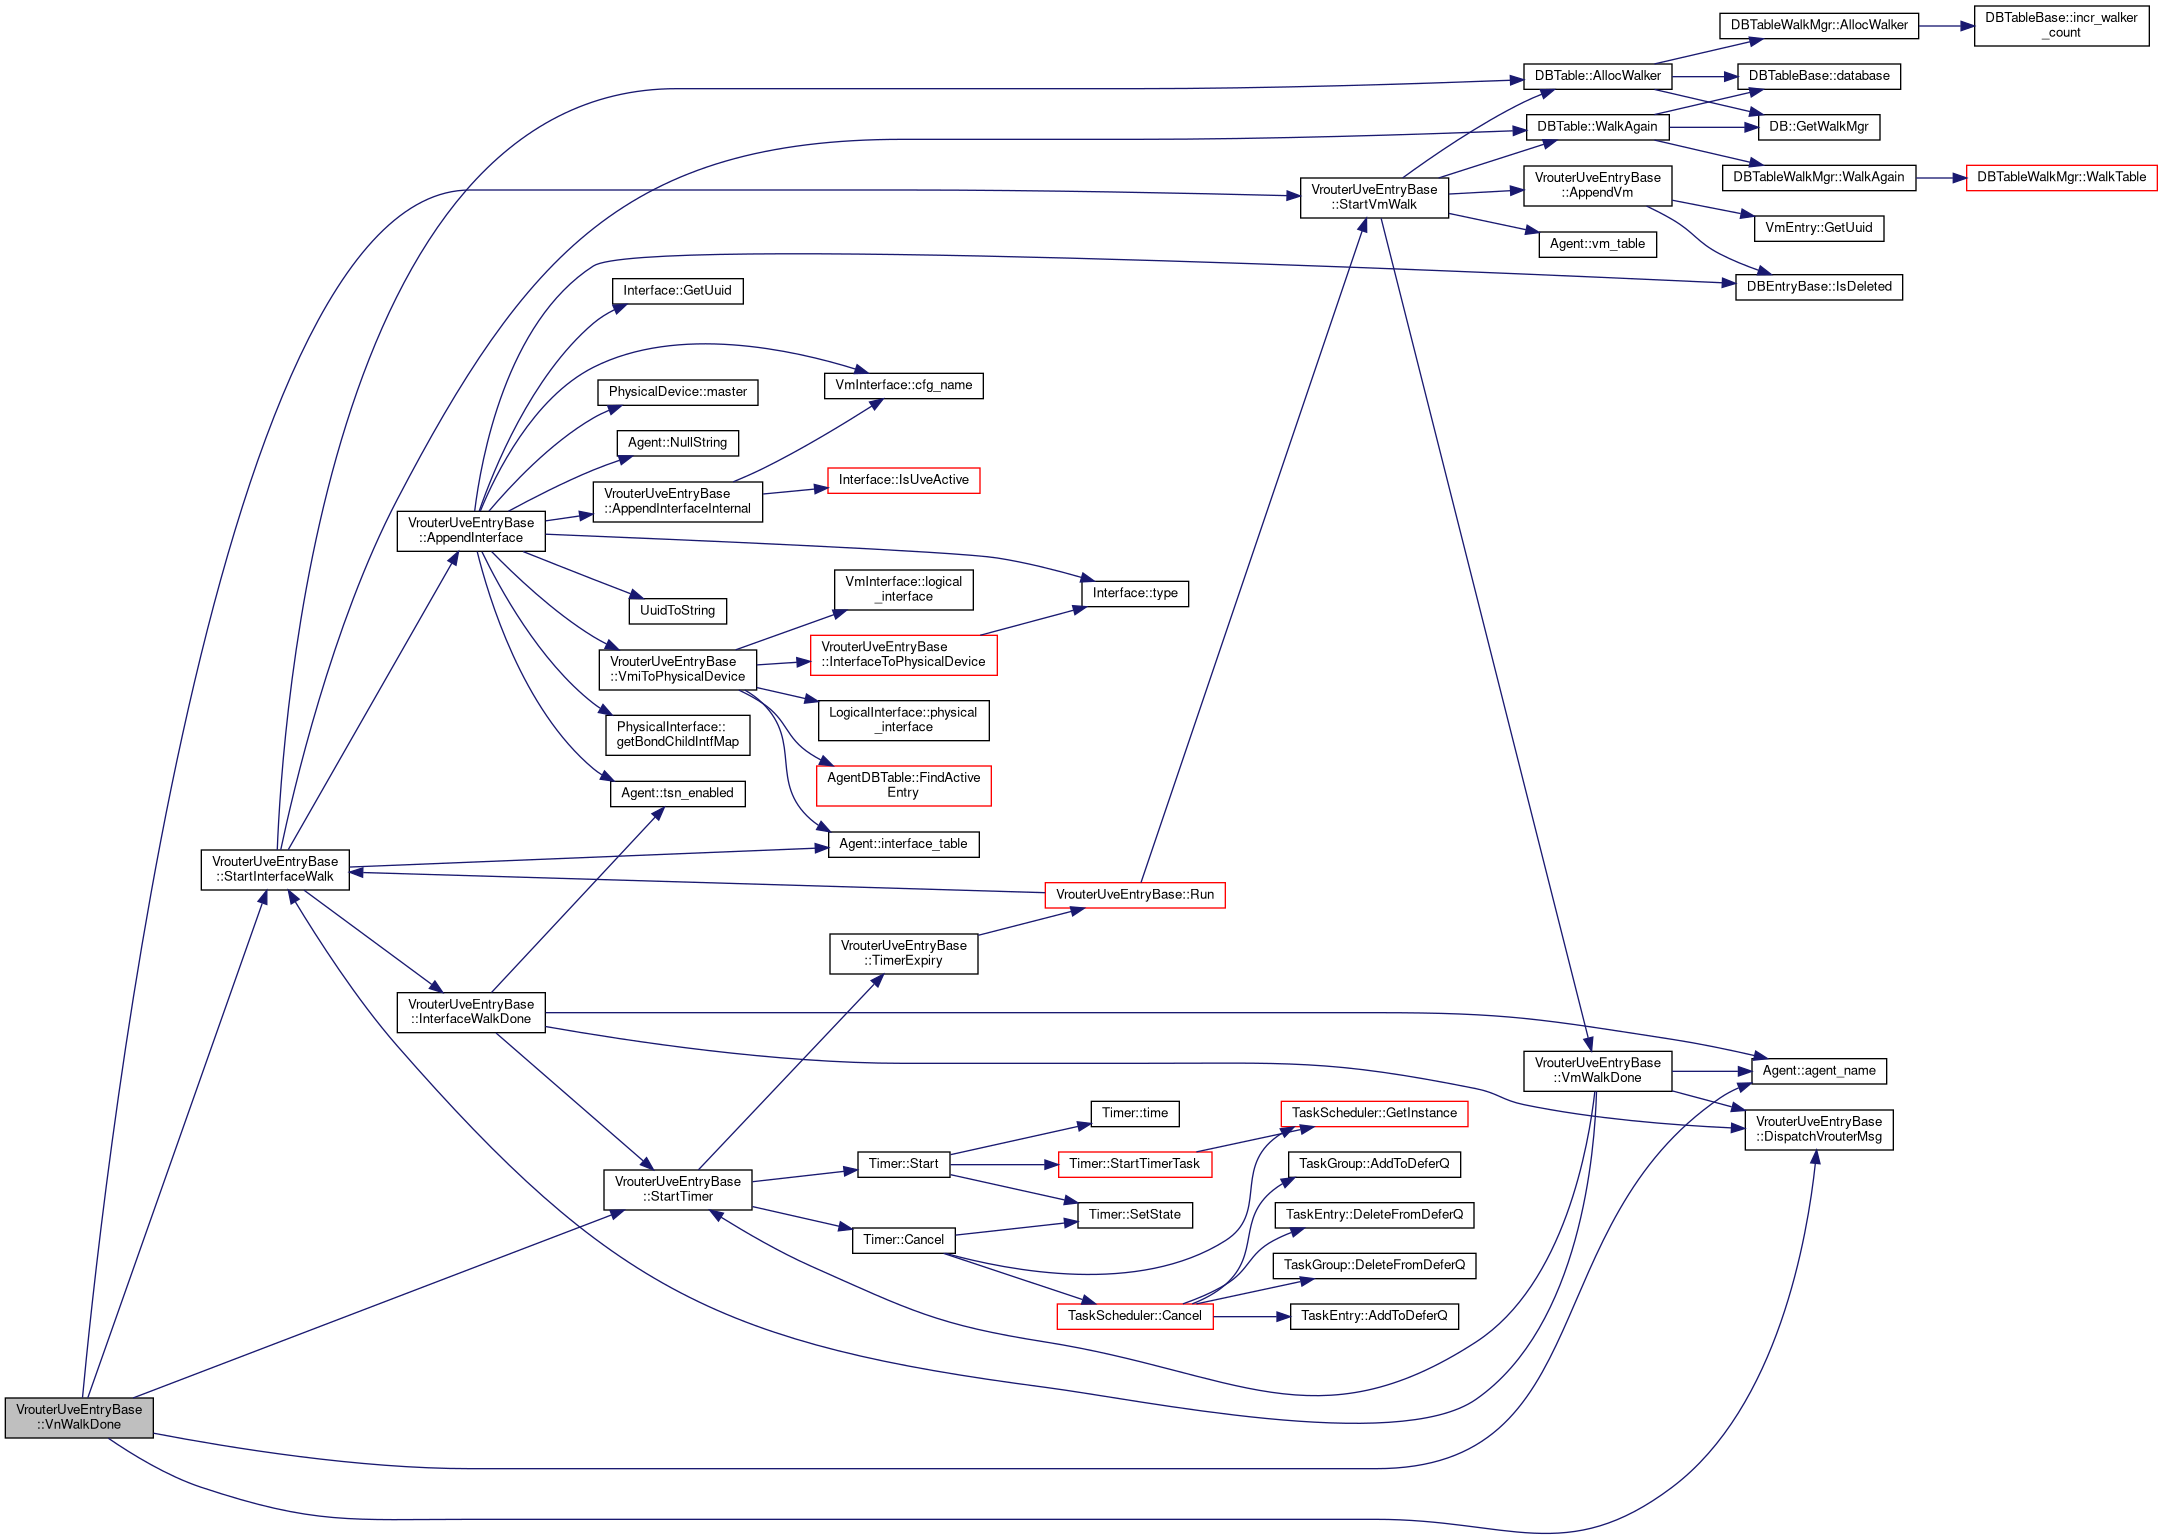 DBTableWalkMgr::AllocWalker
DBTableBase::incr_walker
_count
DBTable::AllocWalker
DBTableBase::database
DBTable::WalkAgain
DB::GetWalkMgr
DBTableWalkMgr::WalkAgain
DBTableWalkMgr::WalkTable
VrouterUveEntryBase
::StartVmWalk
VrouterUveEntryBase
::AppendVm
VmEntry::GetUuid
Agent::vm_table
DBEntryBase::IsDeleted
Interface::GetUuid
VmInterface::cfg_name
PhysicalDevice::master
Agent::NullString
Interface::IsUveActive
VrouterUveEntryBase
::AppendInterfaceInternal
VrouterUveEntryBase
::AppendInterface
UuidToString
VmInterface::logical
_interface
Interface::type
VrouterUveEntryBase
::InterfaceToPhysicalDevice
VrouterUveEntryBase
::VmiToPhysicalDevice
LogicalInterface::physical
_interface
PhysicalInterface::
getBondChildIntfMap
AgentDBTable::FindActive
Entry
Agent::tsn_enabled
Agent::interface_table
VrouterUveEntryBase
::StartInterfaceWalk
VrouterUveEntryBase::Run
VrouterUveEntryBase
::TimerExpiry
VrouterUveEntryBase
::InterfaceWalkDone
VrouterUveEntryBase
::VmWalkDone
Agent::agent_name
Timer::time
TaskScheduler::GetInstance
VrouterUveEntryBase
::DispatchVrouterMsg
Timer::Start
Timer::StartTimerTask
TaskGroup::AddToDeferQ
VrouterUveEntryBase
::StartTimer
Timer::SetState
TaskEntry::DeleteFromDeferQ
Timer::Cancel
TaskGroup::DeleteFromDeferQ
TaskScheduler::Cancel
TaskEntry::AddToDeferQ
VrouterUveEntryBase
::VnWalkDone